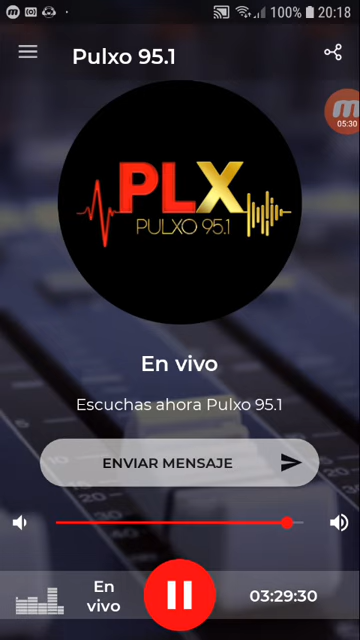 100% 20:18
Pulxo 95.1
05:30
PLX
PULXO 95.1
En vivo
Escuchas ahora Pulxo 95.1
ENVIAR MENSAJE
En
vivo
03:29:30